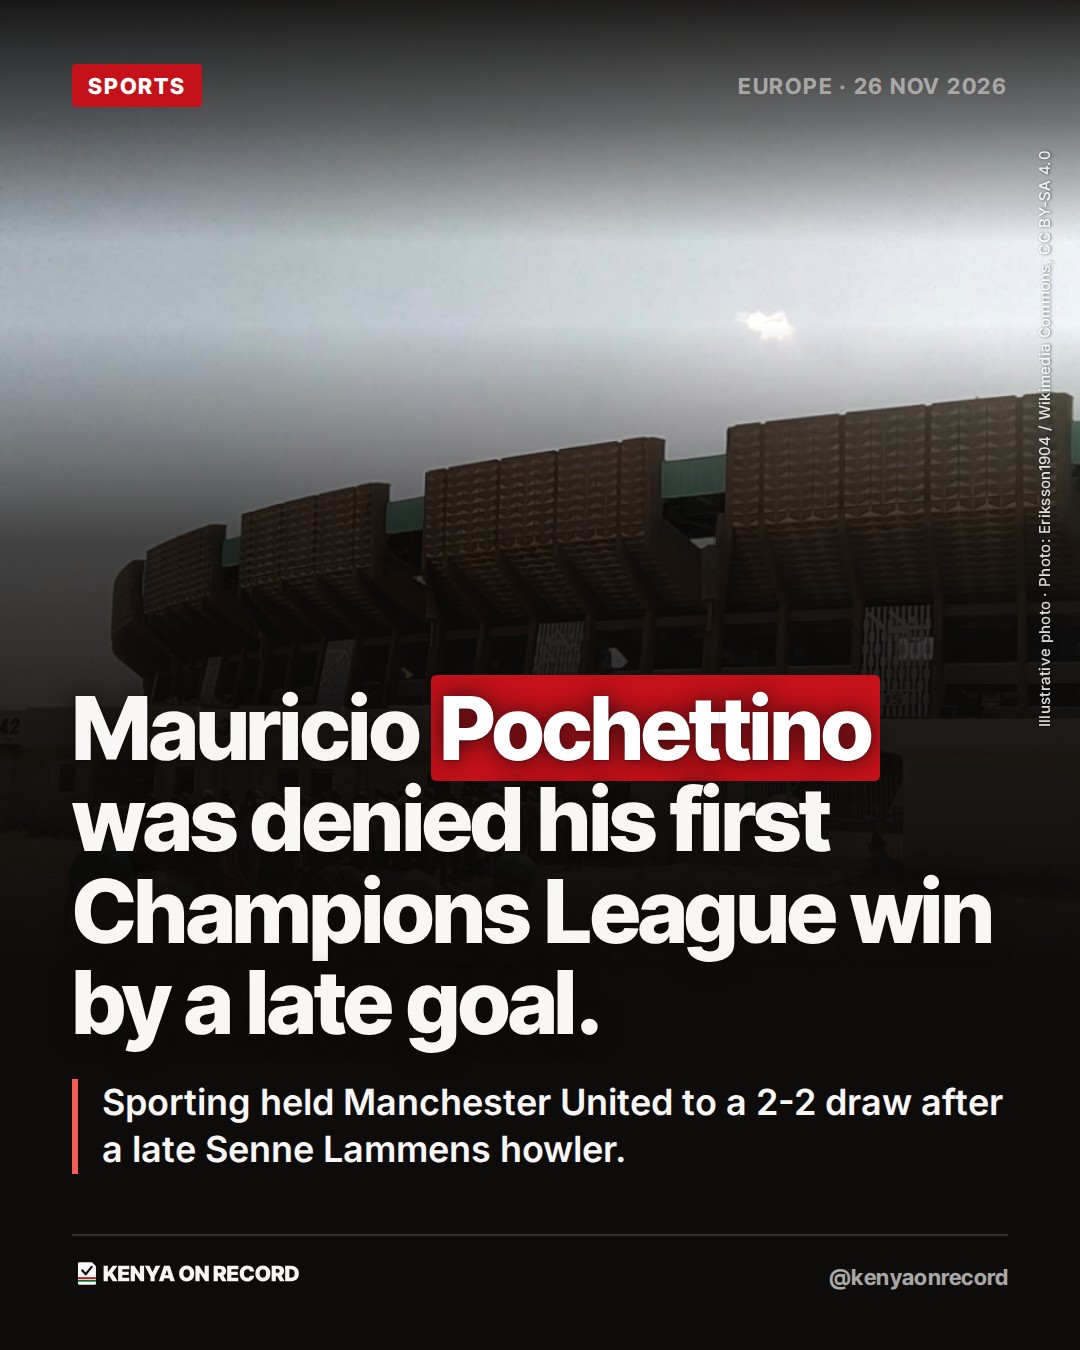 SPORTS
EUROPE · 26 NOV 2026
Illustrative photo · Photo: Eriksson1904 / Wikimedia Commons, CC BY-SA 4.0
42
Mauricio Pochettino
was denied his first
Champions League win
by a late goal.
Sporting held Manchester United to a 2-2 draw after
a late Senne Lammens howler.
KENYA ON RECORD
@kenyaonrecord